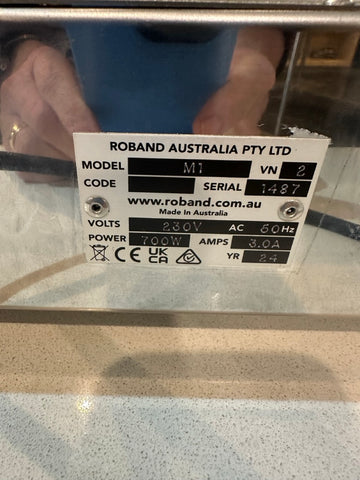 ROBAND AUSTRALIA PTY LTD
MODEL M1 VN 2
CODE SERIAL 1487
www.roband.com.au
Made in Australia
VOLTS 230V AC 50Hz
POWER 700W AMPS 3.0A
CE UK CA YR 24